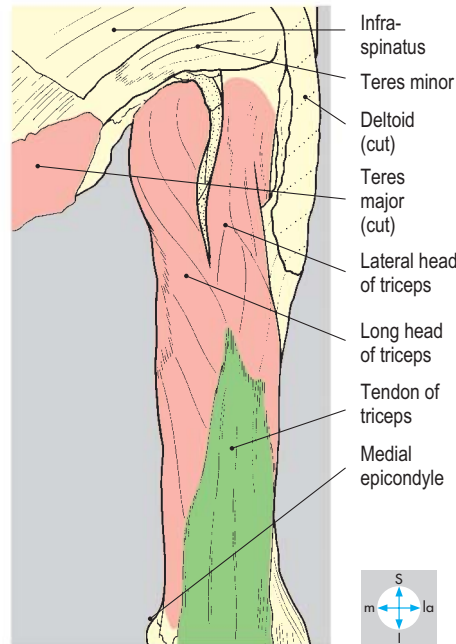 Infra-
spinatus
Teres minor
Deltoid
(cut)
Teres
major
(cut)
Lateral head
of triceps
Long head
of triceps
Tendon of
triceps
Medial
epicondyle
S
m la
I